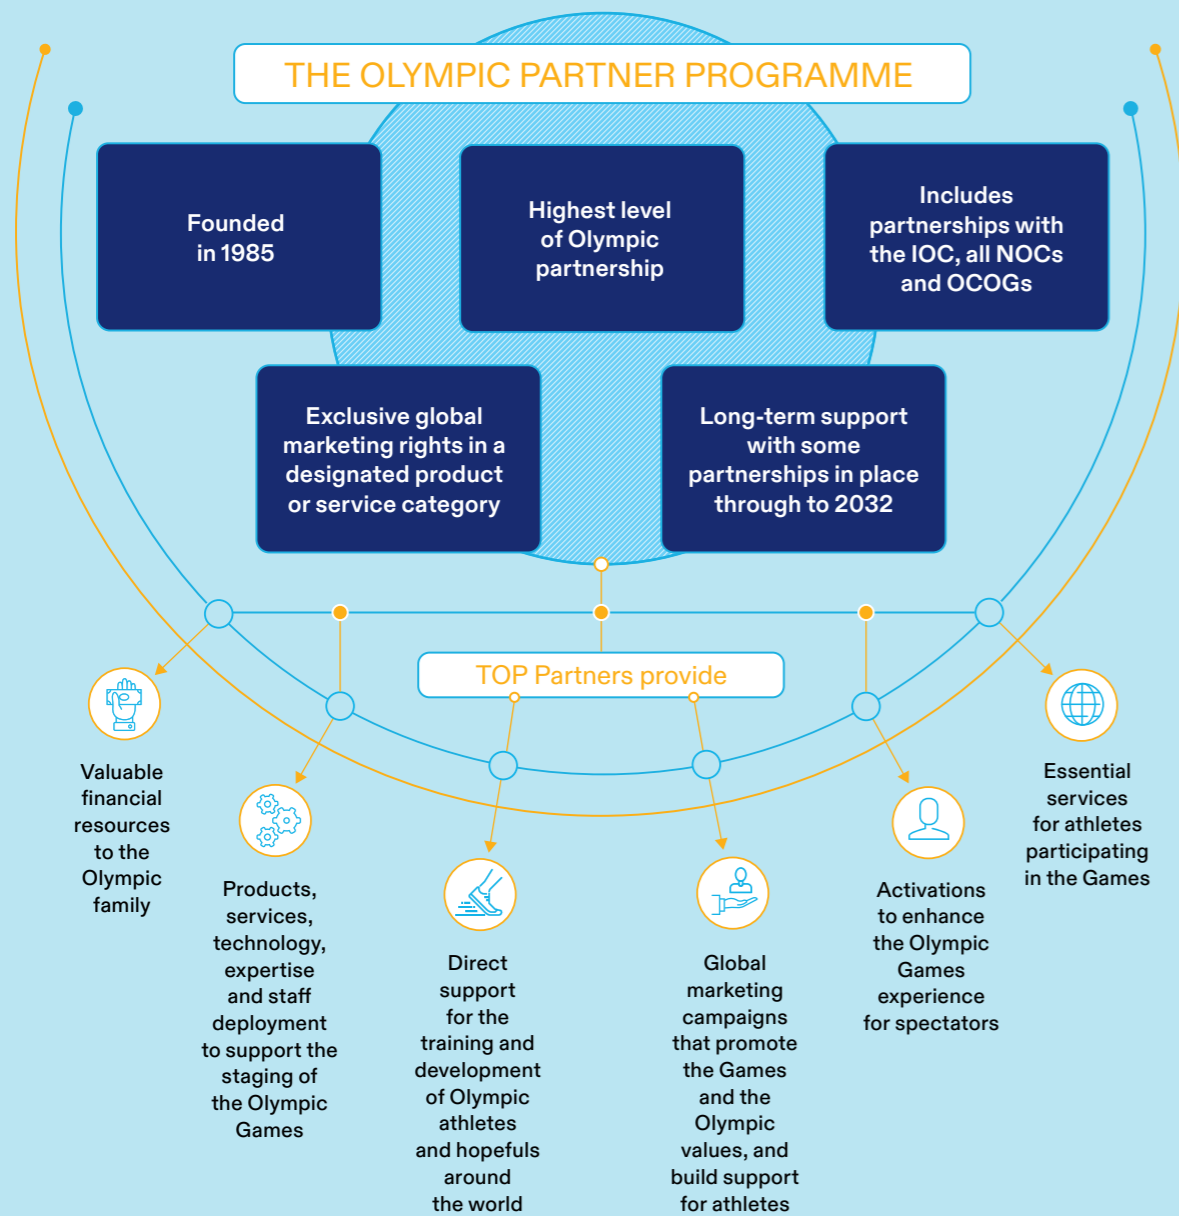 THE OLYMPIC PARTNER PROGRAMME
Founded
in 1985
Highest level
of Olympic
partnership
Includes
partnerships with
the IOC, all NOCs
and OCOGs
Exclusive global
marketing rights in a
designated product
or service category
Long-term support
with some
partnerships in place
through to 2032
TOP Partners provide
Valuable
financial
resources
to the
Olympic
family
Products,
services,
technology,
expertise
and staff
deployment
to support the
staging of
the Olympic
Games
Direct
support
for the
training and
development
of Olympic
athletes
and hopefuls
around
the world
Global
marketing
campaigns
that promote
the Games
and the
Olympic
values, and
build support
for athletes
Activations
to enhance
the Olympic
Games
experience
for spectators
Essential
services
for athletes
participating
in the Games